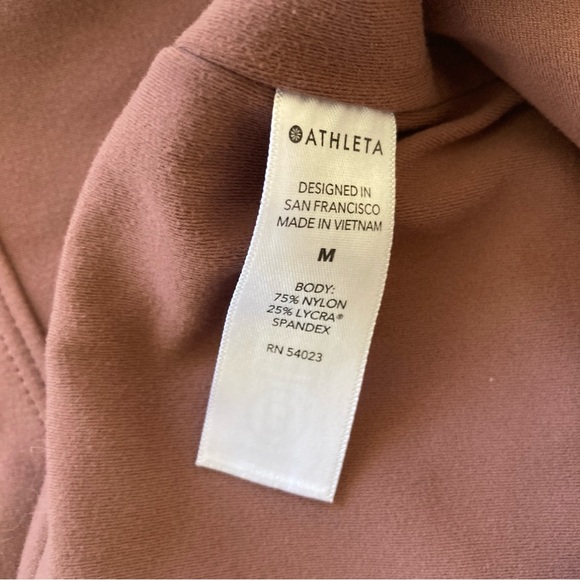 ATHLETA
DESIGNED IN
SAN FRANCISCO
MADE IN VIETNAM
M
BODY:
75% NYLON
25% LYCRA®
SPANDEX
RN 54023